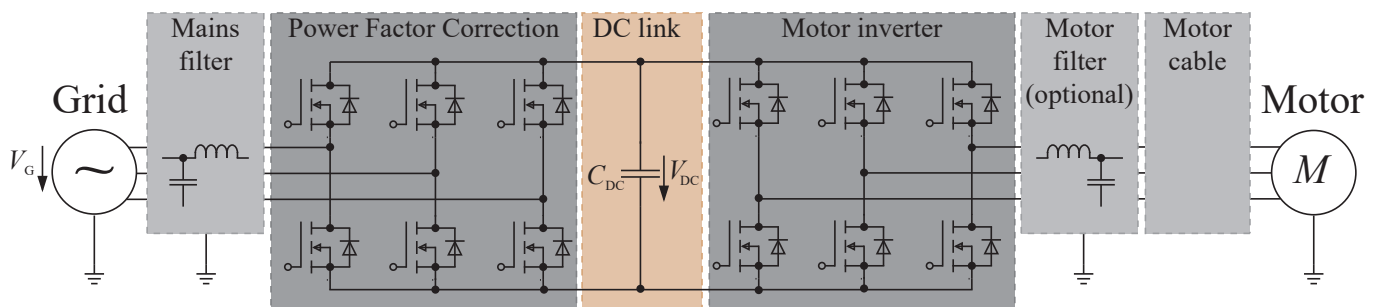 Mains
filter
Power Factor Correction
DC link
Motor inverter
Motor
filter
(optional)
Motor
cable
Grid
Motor
V_G
~
C_DC
V_DC
M